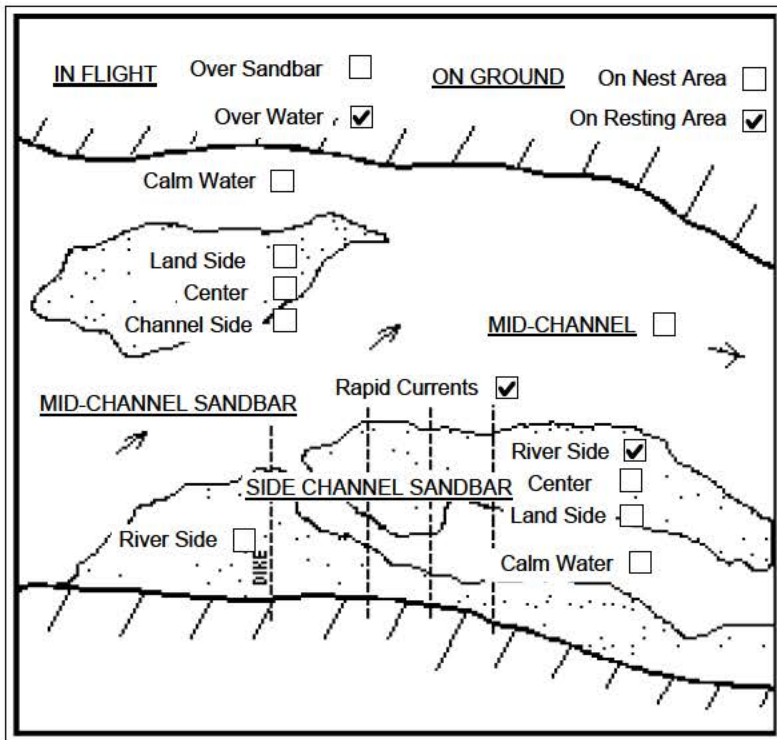 IN FLIGHT Over Sandbar ☐ ON GROUND On Nest Area ☐
Over Water ☑ On Resting Area ☑
Calm Water ☐
Land Side ☐
Center ☐
Channel Side ☐
MID-CHANNEL ☐
Rapid Currents ☑
MID-CHANNEL SANDBAR
River Side ☑
SIDE CHANNEL SANDBAR Center ☐
Land Side ☐
River Side ☐
DIKE
Calm Water ☐